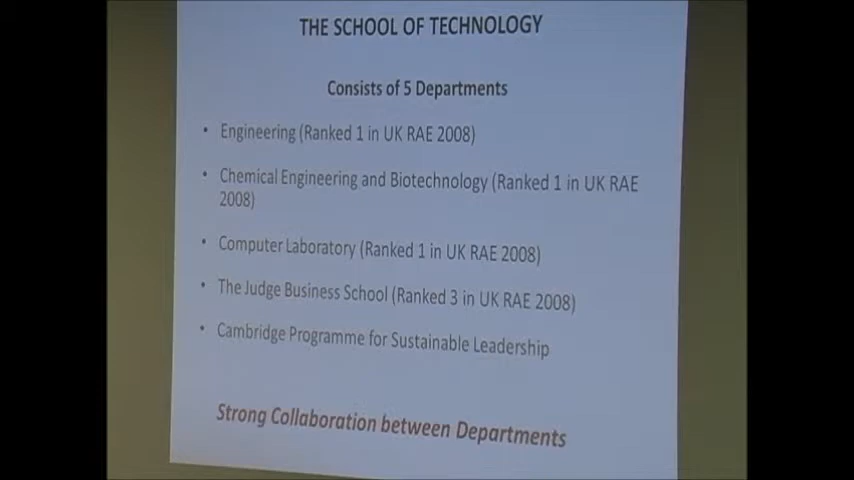 THE SCHOOL OF TECHNOLOGY
Consists of 5 Departments
• Engineering (Ranked 1 in UK RAE 2008)
• Chemical Engineering and Biotechnology (Ranked 1 in UK RAE
2008)
• Computer Laboratory (Ranked 1 in UK RAE 2008)
• The Judge Business School (Ranked 3 in UK RAE 2008)
• Cambridge Programme for Sustainable Leadership
Strong Collaboration between Departments